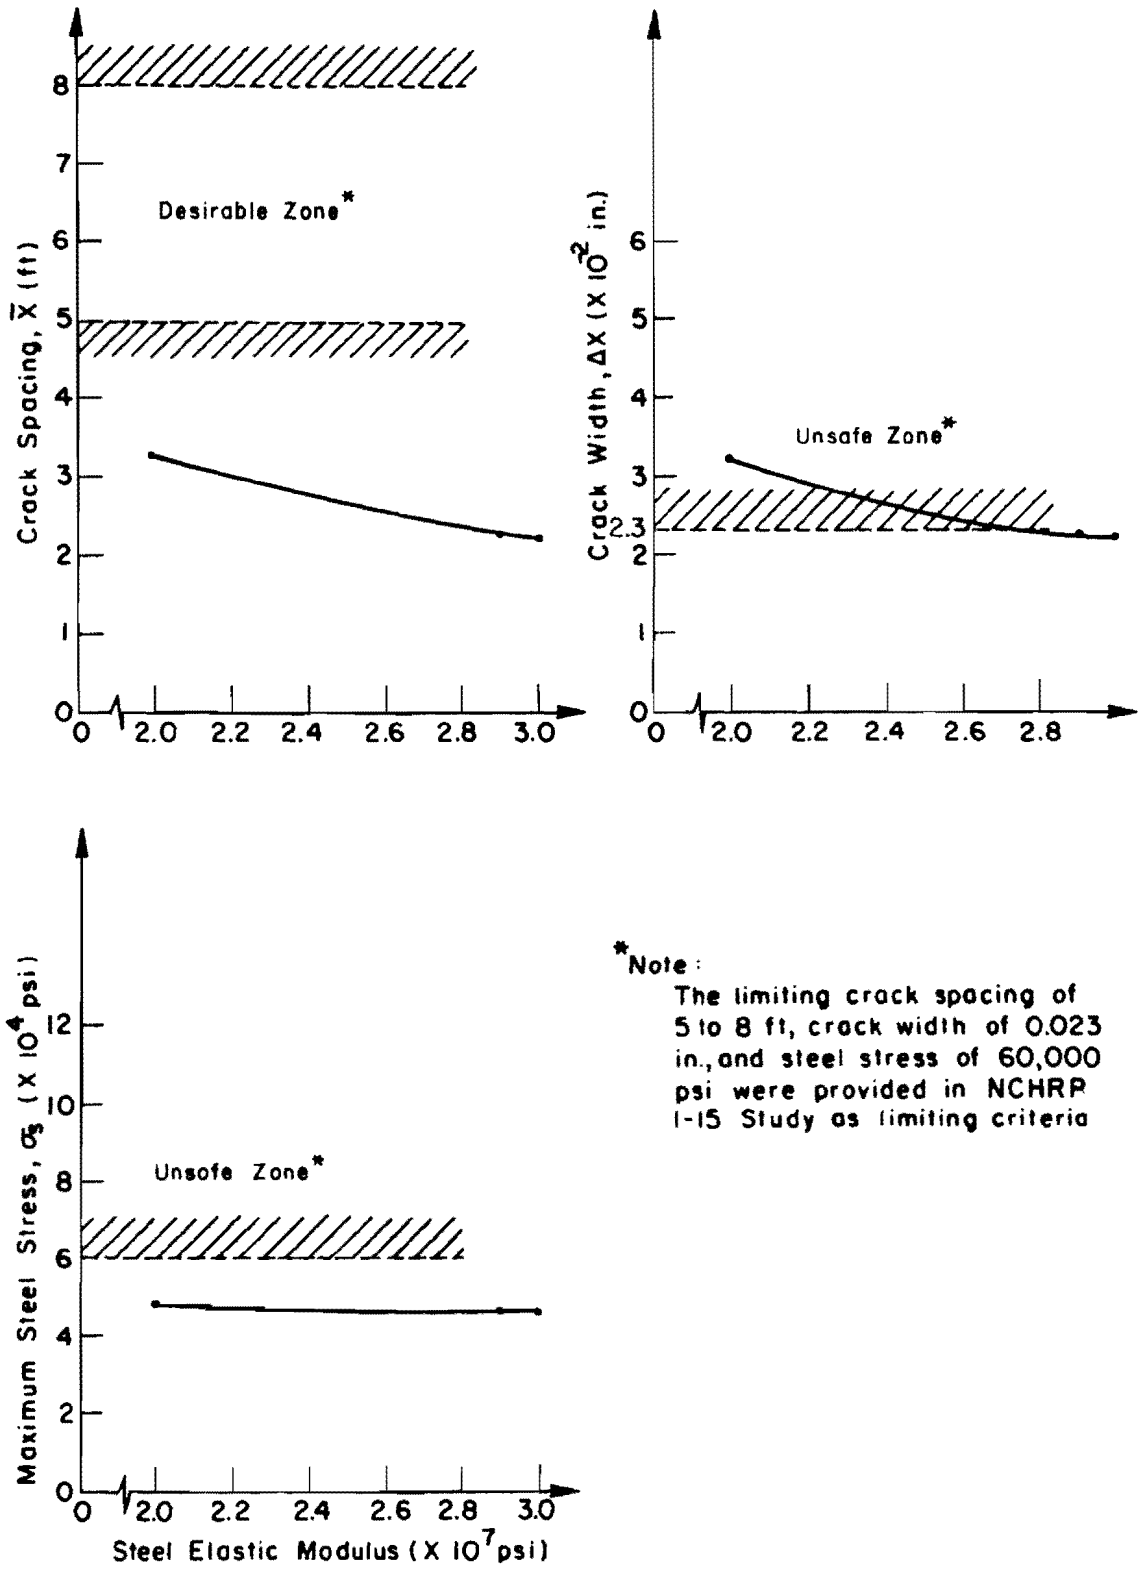 8
7
Desirable Zone*
6
5
4
3
2
1
0
0 2.0 2.2 2.4 2.6 2.8 3.0
Crack Spacing, X̄ (ft)
6
5
4
Unsafe Zone*
3
2.3
2
1
0
0 2.0 2.2 2.4 2.6 2.8
Crack Width, ΔX (X 10⁻² in.)
12
10
Unsafe Zone*
8
6
4
2
0
0 2.0 2.2 2.4 2.6 2.8 3.0
Maximum Steel Stress, σs (X 10⁴ psi)
Steel Elastic Modulus (X 10⁷ psi)
*Note:
The limiting crack spacing of
5 to 8 ft, crack width of 0.023
in., and steel stress of 60,000
psi were provided in NCHRP
1-15 Study as limiting criteria